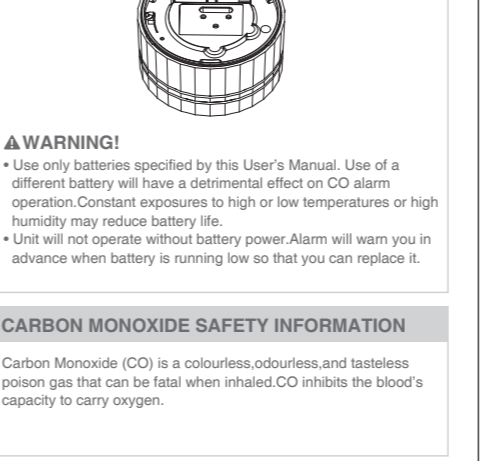 ⚠WARNING!
• Use only batteries specified by this User's Manual. Use of a
different battery will have a detrimental effect on CO alarm
operation.Constant exposures to high or low temperatures or high
humidity may reduce battery life.
• Unit will not operate without battery power.Alarm will warn you in
advance when battery is running low so that you can replace it.
CARBON MONOXIDE SAFETY INFORMATION
Carbon Monoxide (CO) is a colourless,odourless,and tasteless
poison gas that can be fatal when inhaled.CO inhibits the blood's
capacity to carry oxygen.